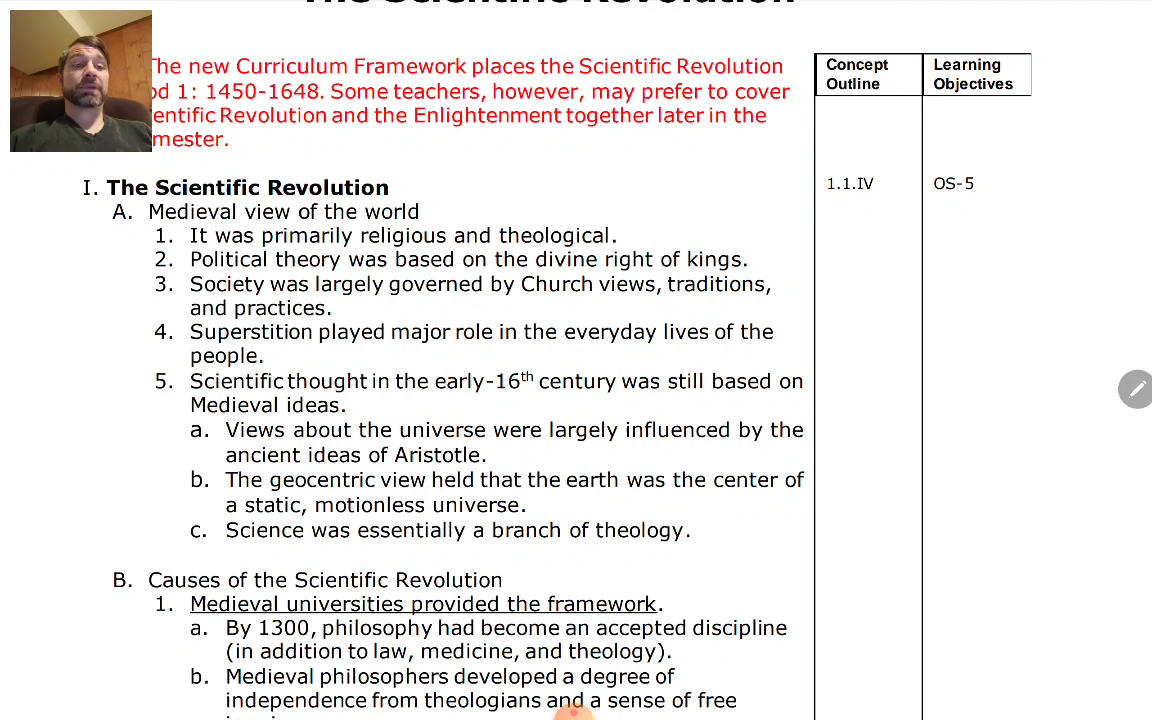 The Scientific Revolution
The new Curriculum Framework places the Scientific Revolution
od 1: 1450-1648. Some teachers, however, may prefer to cover
entific Revolution and the Enlightenment together later in the
mester.
Concept Outline
Learning Objectives
I. The Scientific Revolution
1.1.IV
OS-5
A. Medieval view of the world
1. It was primarily religious and theological.
2. Political theory was based on the divine right of kings.
3. Society was largely governed by Church views, traditions,
and practices.
4. Superstition played major role in the everyday lives of the
people.
5. Scientific thought in the early-16th century was still based on
Medieval ideas.
a. Views about the universe were largely influenced by the
ancient ideas of Aristotle.
b. The geocentric view held that the earth was the center of
a static, motionless universe.
c. Science was essentially a branch of theology.
B. Causes of the Scientific Revolution
1. Medieval universities provided the framework.
a. By 1300, philosophy had become an accepted discipline
(in addition to law, medicine, and theology).
b. Medieval philosophers developed a degree of
independence from theologians and a sense of free